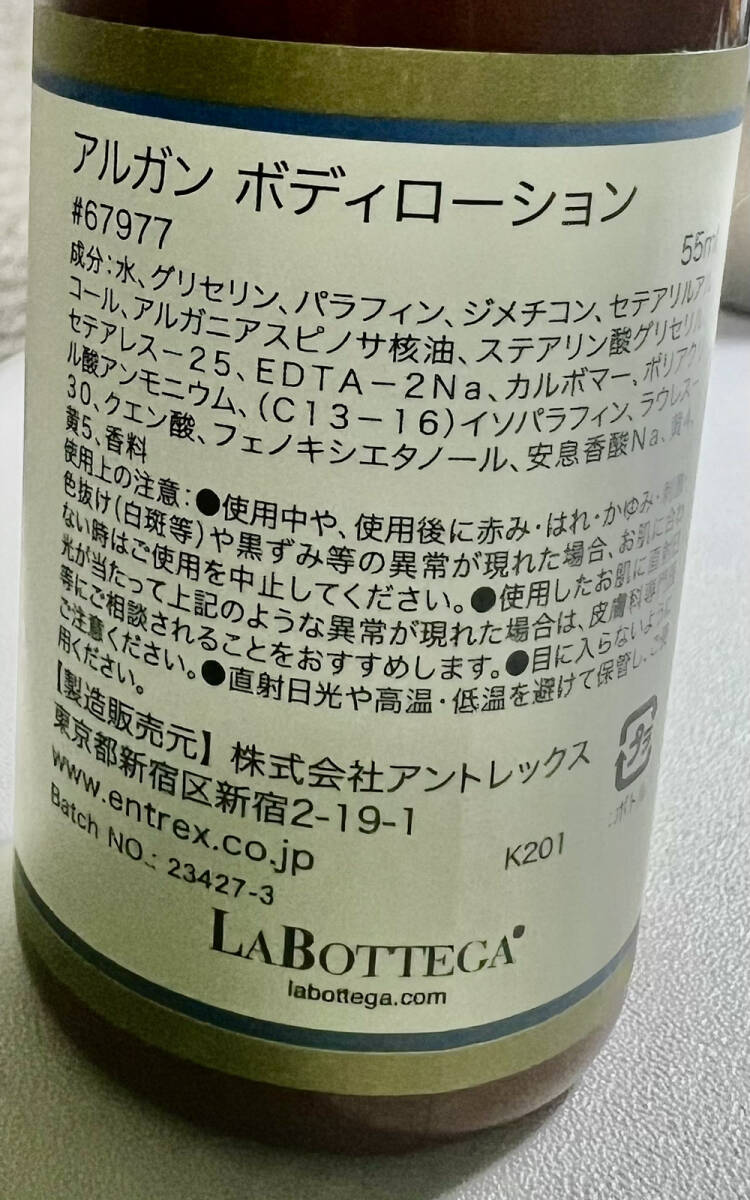 アルガン ボディローション
#67977
55m
成分:水、グリセリン、パラフィン、ジメチコン、セテアリルアル
コール、アルガニアスピノサ核油、ステアリン酸グリセリル、
セテアレス－25、EDTA－2Na、カルボマー、ポリアクリ
ル酸アンモニウム、(C13－16)イソパラフィン、ラウレス－
30、クエン酸、フェノキシエタノール、安息香酸Na、黄4、
黄5、香料
使用上の注意:●使用中や、使用後に赤み・はれ・かゆみ・刺激・
色抜け(白斑等)や黒ずみ等の異常が現れた場合、お肌に合わ
ない時はご使用を中止してください。●使用したお肌に直射日
光が当たって上記のような異常が現れた場合は、皮膚科専門医
等にご相談されることをおすすめします。●目に入らないように
ご注意ください。●直射日光や高温・低温を避けて保管し、
用ください。
【製造販売元】株式会社アントレックス
東京都新宿区新宿2-19-1
www.entrex.co.jp
Batch NO.: 23427-3
K201
プラ
LABOTTEGA
labottega.com